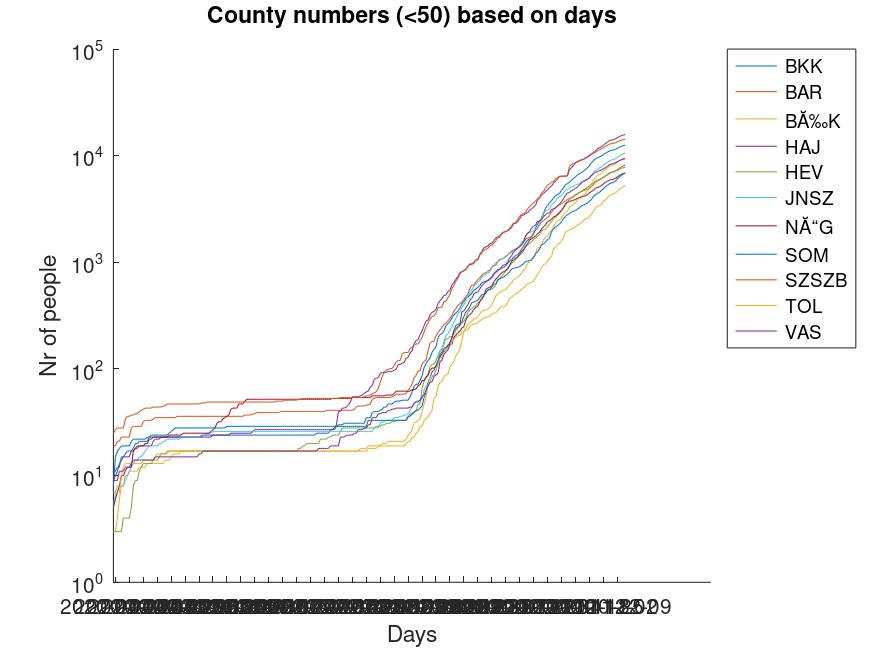 County numbers (<50) based on days
10^5
10^4
10^3
10^2
10^1
10^0
Nr of people
Days
BKK
BAR
BĂ‰K
HAJ
HEV
JNSZ
NĂ“G
SOM
SZSZB
TOL
VAS